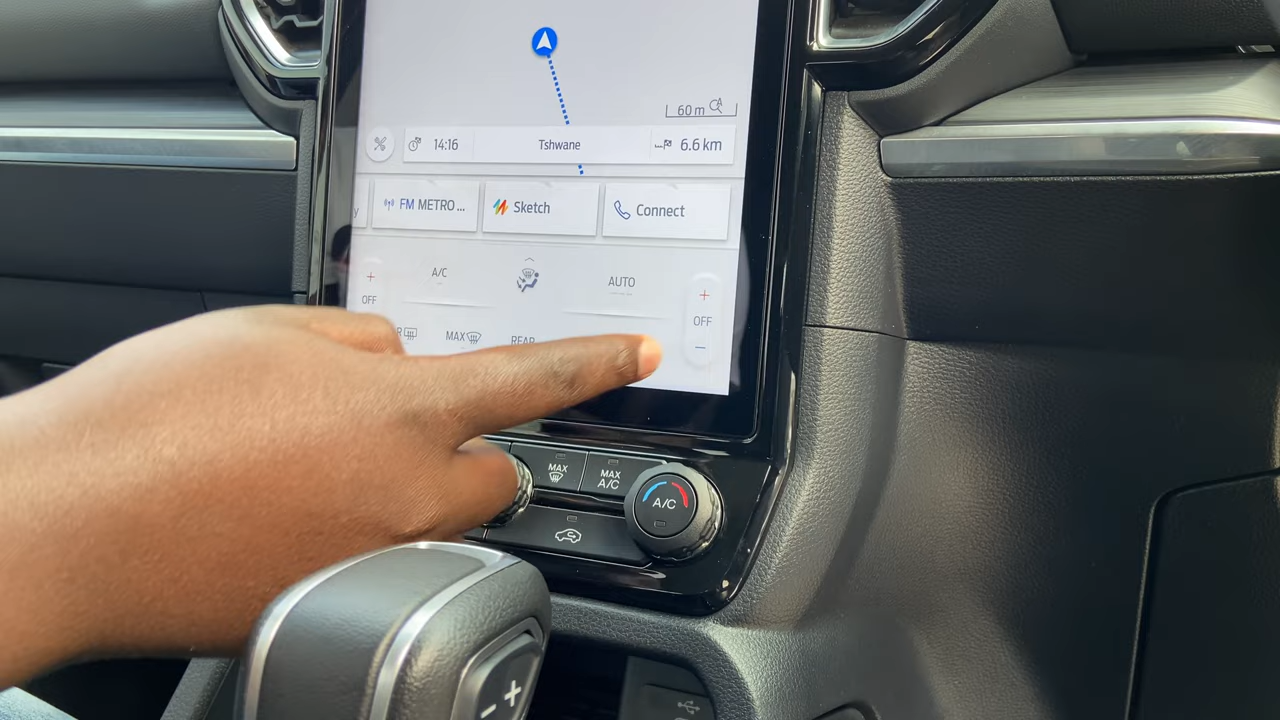 60 m
14:16 Tshwane 6.6 km
FM METRO ... Sketch Connect
A/C AUTO
OFF OFF
MAX REAR
MAX MAX A/C
A/C